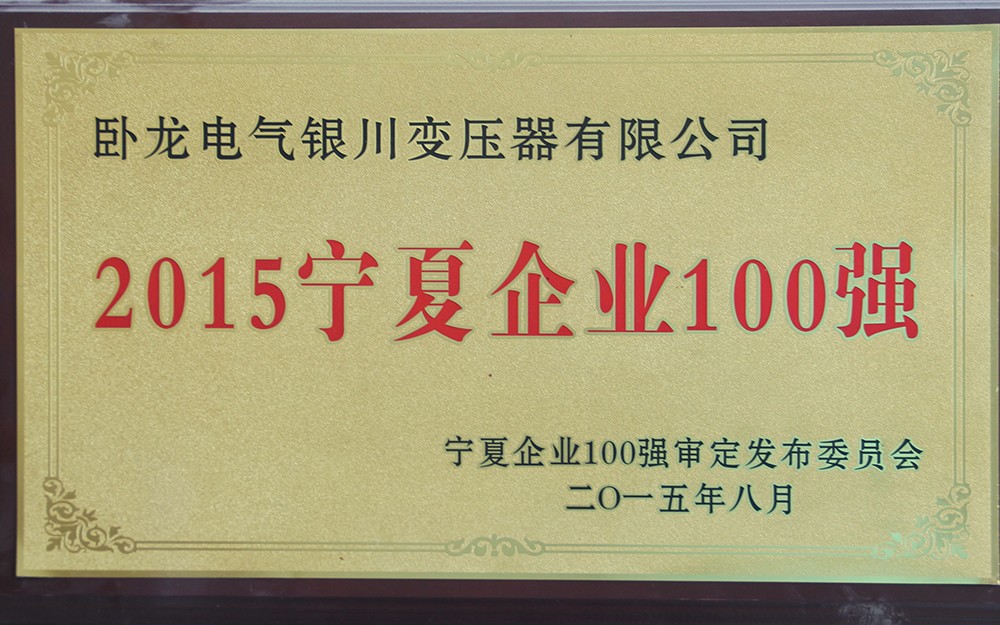 卧龙电气银川变压器有限公司
2015宁夏企业100强
宁夏企业100强审定发布委员会
二〇一五年八月